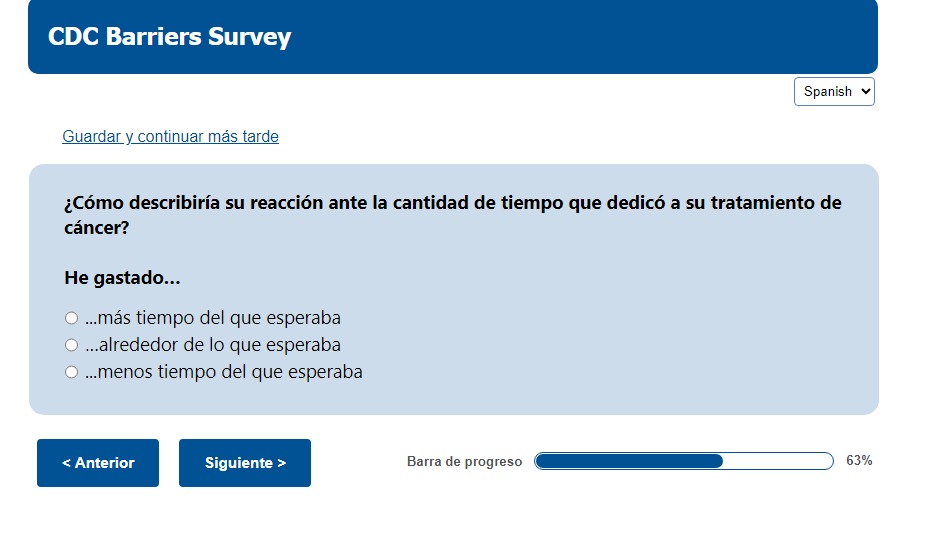 CDC Barriers Survey
Spanish
Guardar y continuar más tarde
¿Cómo describiría su reacción ante la cantidad de tiempo que dedicó a su tratamiento de
cáncer?
He gastado…
...más tiempo del que esperaba
...alrededor de lo que esperaba
...menos tiempo del que esperaba
< Anterior
Siguiente >
Barra de progreso
63%